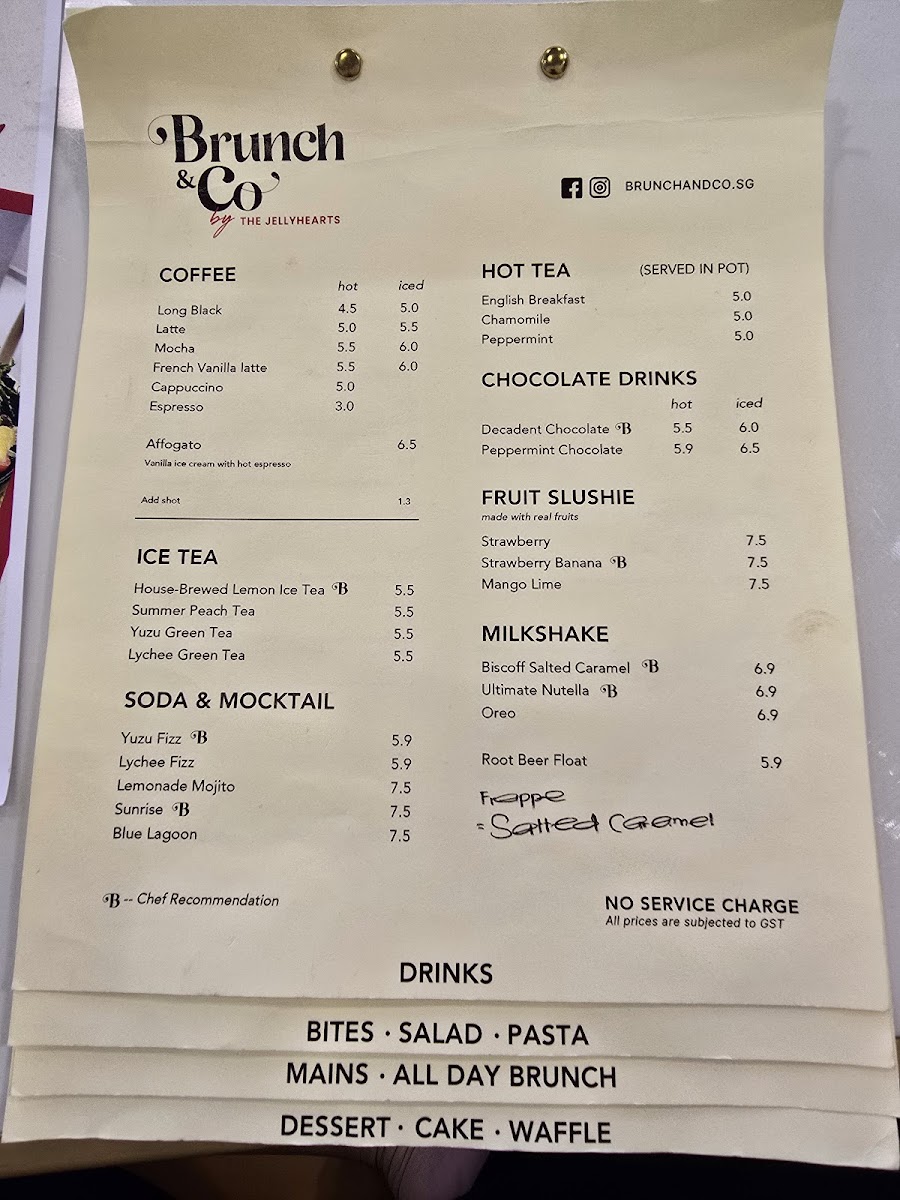 Brunch
& Co
by THE JELLYHEARTS
BRUNCHANDCO.SG
COFFEE
hot iced
Long Black 4.5 5.0
Latte 5.0 5.5
Mocha 5.5 6.0
French Vanilla latte 5.5 6.0
Cappuccino 5.0
Espresso 3.0
Affogato 6.5
Vanilla ice cream with hot espresso
Add shot 1.3
ICE TEA
House-Brewed Lemon Ice Tea B 5.5
Summer Peach Tea 5.5
Yuzu Green Tea 5.5
Lychee Green Tea 5.5
SODA & MOCKTAIL
Yuzu Fizz B 5.9
Lychee Fizz 5.9
Lemonade Mojito 7.5
Sunrise B 7.5
Blue Lagoon 7.5
B -- Chef Recommendation
HOT TEA (SERVED IN POT)
English Breakfast 5.0
Chamomile 5.0
Peppermint 5.0
CHOCOLATE DRINKS
hot iced
Decadent Chocolate B 5.5 6.0
Peppermint Chocolate 5.9 6.5
FRUIT SLUSHIE
made with real fruits
Strawberry 7.5
Strawberry Banana B 7.5
Mango Lime 7.5
MILKSHAKE
Biscoff Salted Caramel B 6.9
Ultimate Nutella B 6.9
Oreo 6.9
Root Beer Float 5.9
Frappe
= Salted Caramel
NO SERVICE CHARGE
All prices are subjected to GST
DRINKS
BITES · SALAD · PASTA
MAINS · ALL DAY BRUNCH
DESSERT · CAKE · WAFFLE